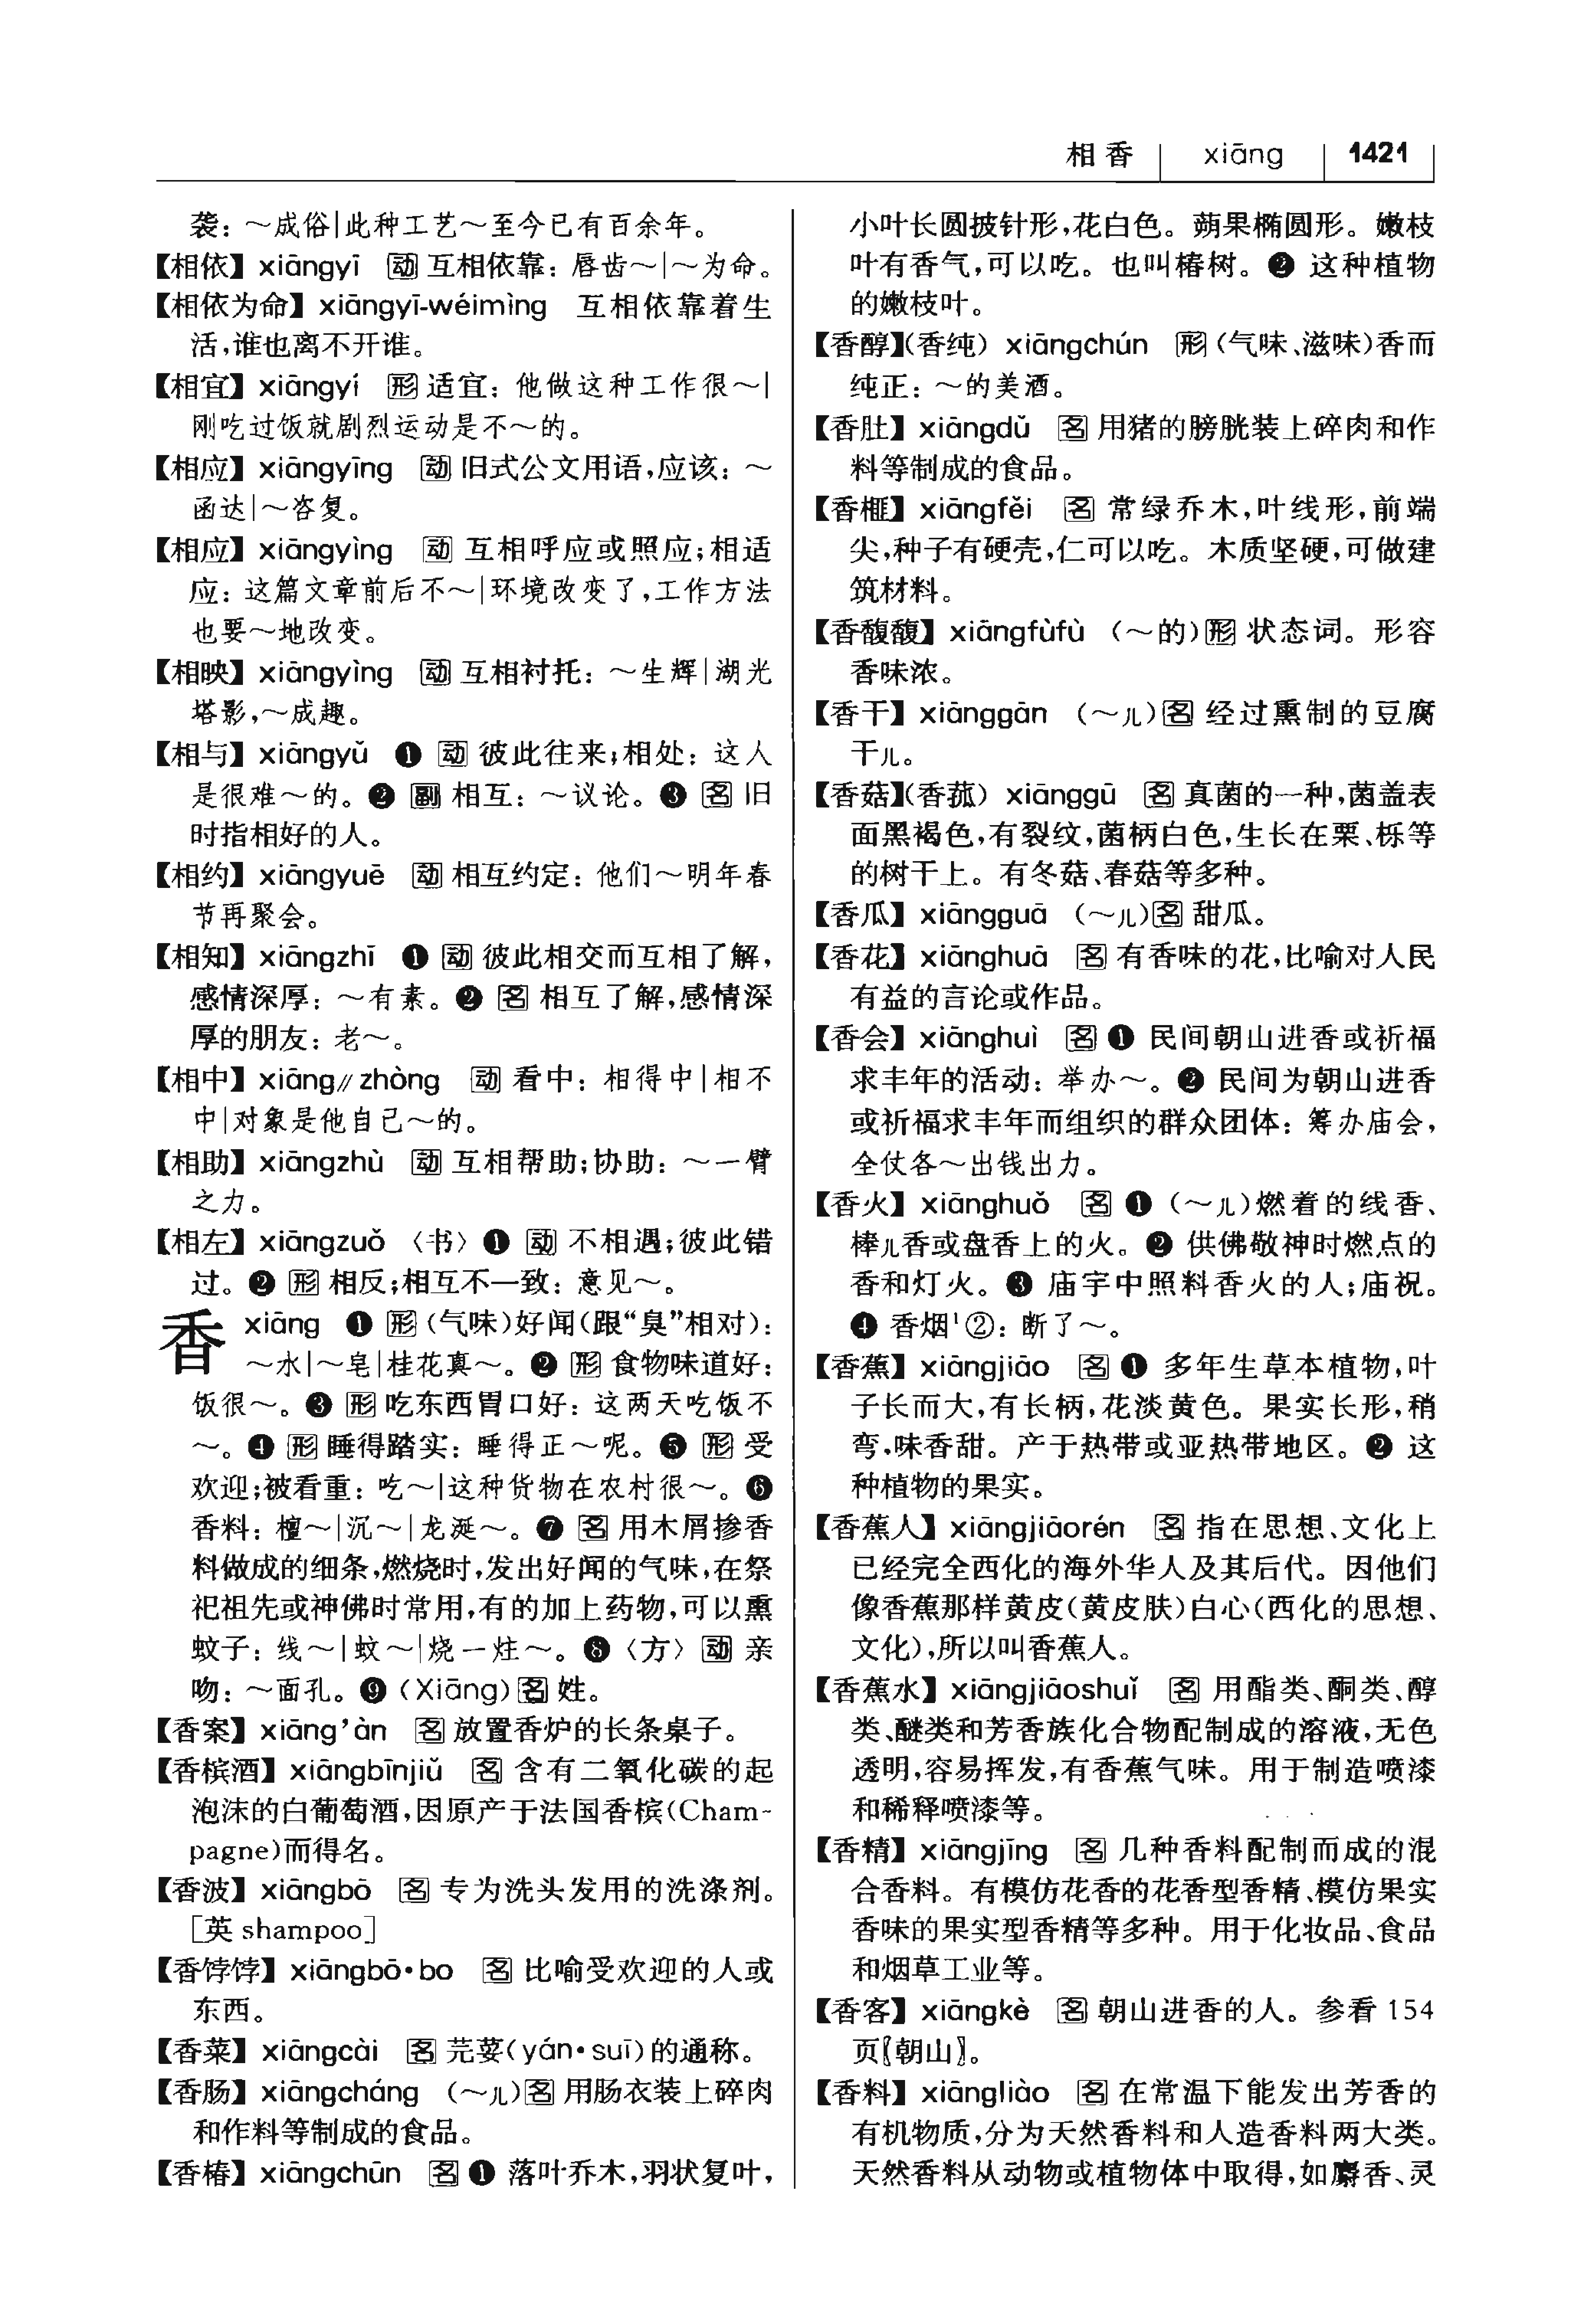 相香 xiāng 1421
袭：～成俗|此种工艺～至今已有百余年。
【相依】xiāngyī 动 互相依靠：唇齿～|～为命。
【相依为命】xiāngyī-wéimìng 互相依靠着生
活，谁也离不开谁。
【相宜】xiāngyí 形 适宜：他做这种工作很～|
刚吃过饭就剧烈运动是不～的。
【相应】xiāngyīng 动 旧式公文用语，应该：～
函达|～咨复。
【相应】xiāngyìng 动 互相呼应或照应；相适
应：这篇文章前后不～|环境改变了，工作方法
也要～地改变。
【相映】xiāngyìng 动 互相衬托：～生辉|湖光
塔影，～成趣。
【相与】xiāngyǔ ❶ 动 彼此往来；相处：这人
是很难～的。❷ 副 相互：～议论。❸ 名 旧
时指相好的人。
【相约】xiāngyuē 动 相互约定：他们～明年春
节再聚会。
【相知】xiāngzhī ❶ 动 彼此相交而互相了解，
感情深厚：～有素。❷ 名 相互了解，感情深
厚的朋友：老～。
【相中】xiāng∥zhòng 动 看中：相得中|相不
中|对象是他自己～的。
【相助】xiāngzhù 动 互相帮助；协助：～一臂
之力。
【相左】xiāngzuǒ 〈书〉❶ 动 不相遇；彼此错
过。❷ 形 相反；相互不一致：意见～。
香 xiāng ❶ 形 (气味)好闻(跟“臭”相对)：
～水|～皂|桂花真～。❷ 形 食物味道好：
饭很～。❸ 形 吃东西胃口好：这两天吃饭不
～。❹ 形 睡得踏实：睡得正～呢。❺ 形 受
欢迎；被看重：吃～|这种货物在农村很～。❻
香料：檀～|沉～|龙涎～。❼ 名 用木屑掺香
料做成的细条，燃烧时，发出好闻的气味，在祭
祀祖先或神佛时常用，有的加上药物，可以熏
蚊子：线～|蚊～|烧一炷～。❽〈方〉动 亲
吻：～面孔。❾ (Xiāng) 名 姓。
【香案】xiāng’àn 名 放置香炉的长条桌子。
【香槟酒】xiāngbīnjiǔ 名 含有二氧化碳的起
泡沫的白葡萄酒，因原产于法国香槟(Cham-
pagne)而得名。
【香波】xiāngbō 名 专为洗头发用的洗涤剂。
[英 shampoo]
【香饽饽】xiāngbō•bo 名 比喻受欢迎的人或
东西。
【香菜】xiāngcài 名 芫荽(yán•suī)的通称。
【香肠】xiāngcháng (～儿)名 用肠衣装上碎肉
和作料等制成的食品。
【香椿】xiāngchūn 名 ❶ 落叶乔木，羽状复叶，
小叶长圆披针形，花白色。蒴果椭圆形。嫩枝
叶有香气，可以吃。也叫椿树。❷ 这种植物
的嫩枝叶。
【香醇】(香纯) xiāngchún 形 (气味、滋味)香而
纯正：～的美酒。
【香肚】xiāngdǔ 名 用猪的膀胱装上碎肉和作
料等制成的食品。
【香榧】xiāngfěi 名 常绿乔木，叶线形，前端
尖，种子有硬壳，仁可以吃。木质坚硬，可做建
筑材料。
【香馥馥】xiāngfùfù (～的)形 状态词。形容
香味浓。
【香干】xiānggān (～儿)名 经过熏制的豆腐
干儿。
【香菇】(香菰) xiānggū 名 真菌的一种，菌盖表
面黑褐色，有裂纹，菌柄白色，生长在栗、栎等
的树干上。有冬菇、春菇等多种。
【香瓜】xiāngguā (～儿)名 甜瓜。
【香花】xiānghuā 名 有香味的花，比喻对人民
有益的言论或作品。
【香会】xiānghuì 名 ❶ 民间朝山进香或祈福
求丰年的活动：举办～。❷ 民间为朝山进香
或祈福求丰年而组织的群众团体：筹办庙会，
全仗各～出钱出力。
【香火】xiānghuǒ 名 ❶ (～儿)燃着的线香、
棒儿香或盘香上的火。❷ 供佛敬神时燃点的
香和灯火。❸ 庙宇中照料香火的人；庙祝。
❹ 香烟¹②：断了～。
【香蕉】xiāngjiāo 名 ❶ 多年生草本植物，叶
子长而大，有长柄，花淡黄色。果实长形，稍
弯，味香甜。产于热带或亚热带地区。❷ 这
种植物的果实。
【香蕉人】xiāngjiāorén 名 指在思想、文化上
已经完全西化的海外华人及其后代。因他们
像香蕉那样黄皮(黄皮肤)白心(西化的思想、
文化)，所以叫香蕉人。
【香蕉水】xiāngjiāoshuǐ 名 用酯类、酮类、醇
类、醚类和芳香族化合物配制成的溶液，无色
透明，容易挥发，有香蕉气味。用于制造喷漆
和稀释喷漆等。
【香精】xiāngjīng 名 几种香料配制而成的混
合香料。有模仿花香的花香型香精、模仿果实
香味的果实型香精等多种。用于化妆品、食品
和烟草工业等。
【香客】xiāngkè 名 朝山进香的人。参看 154
页〖朝山〗。
【香料】xiāngliào 名 在常温下能发出芳香的
有机物质，分为天然香料和人造香料两大类。
天然香料从动物或植物体中取得，如麝香、灵